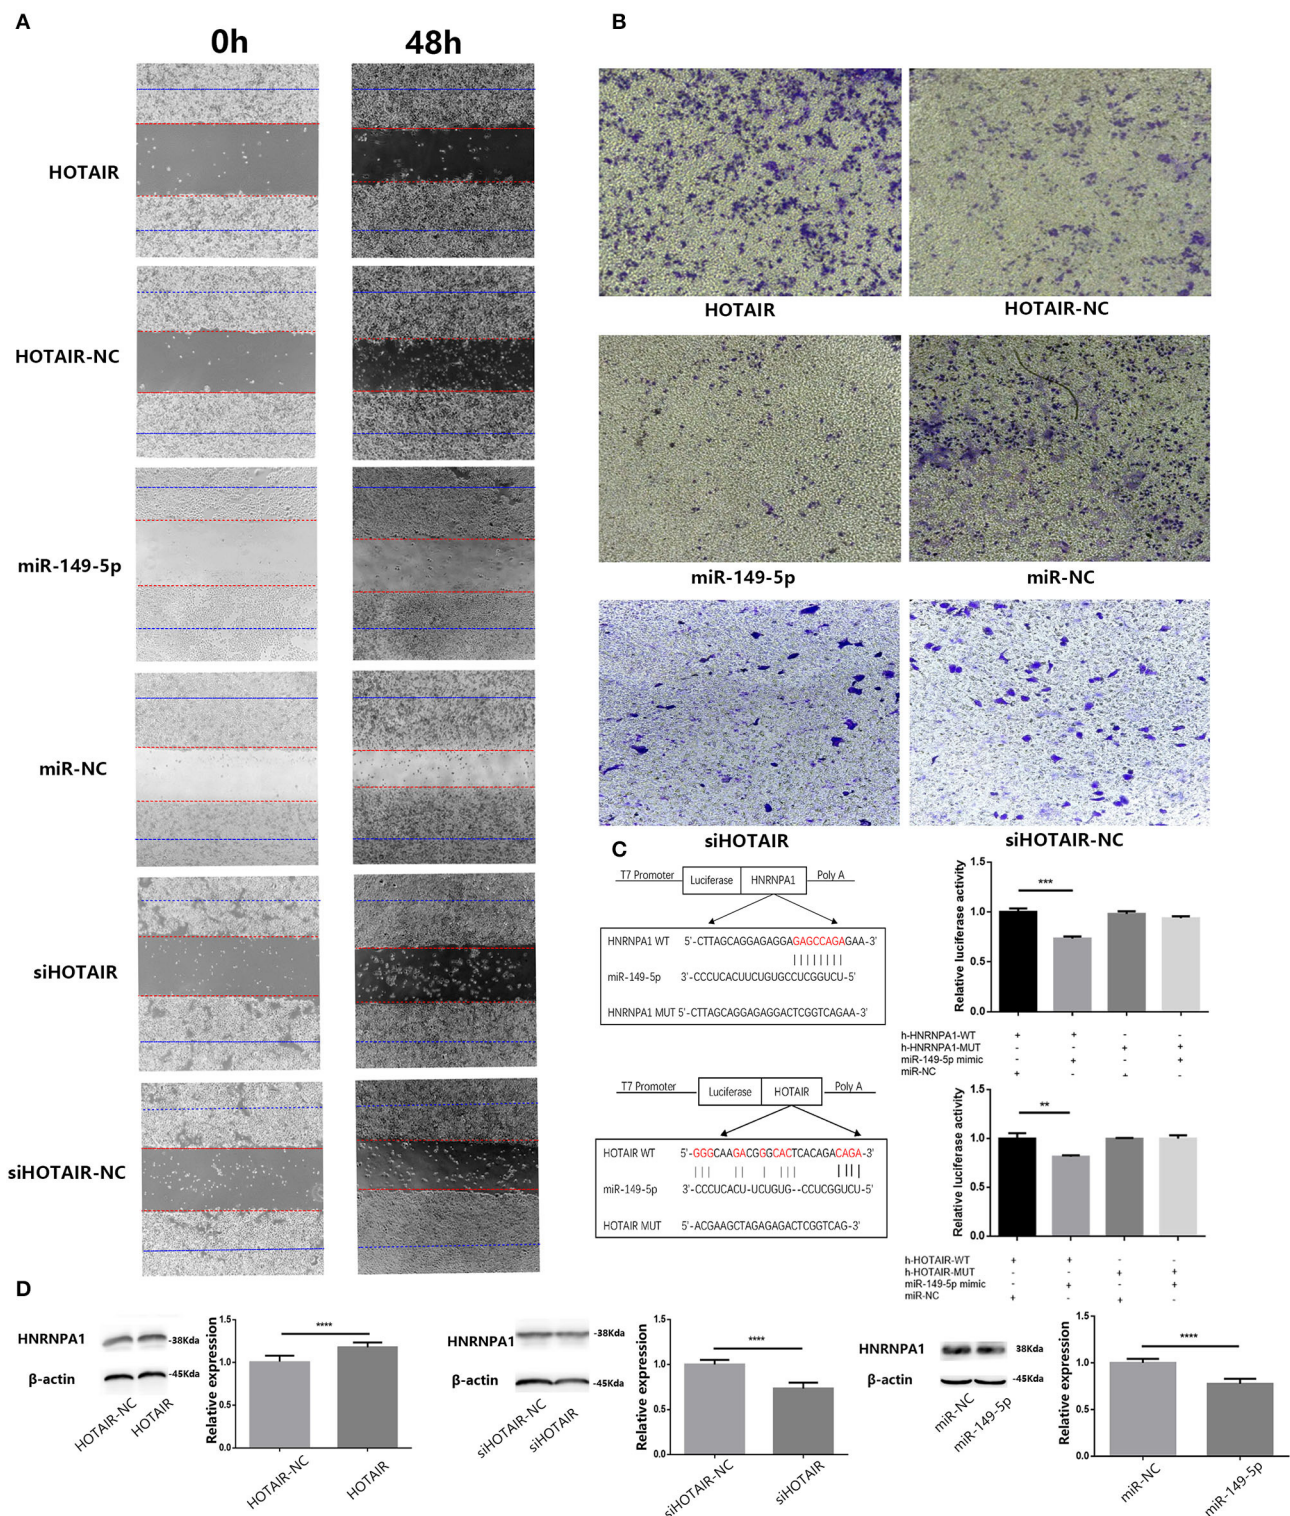 A
0h
48h
HOTAIR
HOTAIR-NC
miR-149-5p
miR-NC
siHOTAIR
siHOTAIR-NC
B
HOTAIR
HOTAIR-NC
miR-149-5p
miR-NC
siHOTAIR
siHOTAIR-NC
C
T7 Promoter
Luciferase
HNRNPA1
Poly A
HNRNPA1 WT 5'-CTTAGCAGGAGAGGAGAGCCAGAGAA-3'
miR-149-5p 3'-CCCUCACUUCUGUGCCUCGGUCU-5'
HNRNPA1 MUT 5'-CTTAGCAGGAGAGGACTCGGTCAGAA-3'
Relative luciferase activity
1.5
1.0
0.5
0.0
***
h-HNRNPA1-WT + + - -
h-HNRNPA1-MUT - - + +
miR-149-5p mimic - + - +
miR-NC + - + -
T7 Promoter
Luciferase
HOTAIR
Poly A
HOTAIR WT 5'-GGGCAAGACGGGCACTCACAGACAGA-3'
miR-149-5p 3'-CCCUCACU-UCUGUG--CCUCGGUCU-5'
HOTAIR MUT 5'-ACGAAGCTAGAGAGACTCGGTCAG-3'
Relative luciferase activity
1.5
1.0
0.5
0.0
**
h-HOTAIR-WT + + - -
h-HOTAIR-MUT - - + +
miR-149-5p mimic - + - +
miR-NC + - + -
D
HNRNPA1
-38Kda
β-actin
-45Kda
HOTAIR-NC
HOTAIR
Relative expression
1.5
1.0
0.5
0.0
****
HOTAIR-NC
HOTAIR
HNRNPA1
-38Kda
β-actin
-45Kda
siHOTAIR-NC
siHOTAIR
Relative expression
1.5
1.0
0.5
0.0
****
siHOTAIR-NC
siHOTAIR
HNRNPA1
38Kda
β-actin
-45Kda
miR-NC
miR-149-5p
Relative expression
1.5
1.0
0.5
0.0
****
miR-NC
miR-149-5p